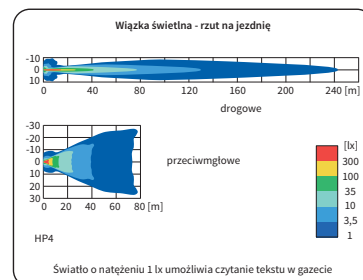 Wiązka świetlna - rzut na jezdnię
-10
0
10
0 40 80 120 160 200 240 [m]
drogowe
-30
-20
-10
0
10
20
30
0 20 40 60 80 [m]
przeciwmgłowe
[lx]
300
100
35
10
3,5
1
HP4
Światło o natężeniu 1 lx umożliwia czytanie tekstu w gazecie